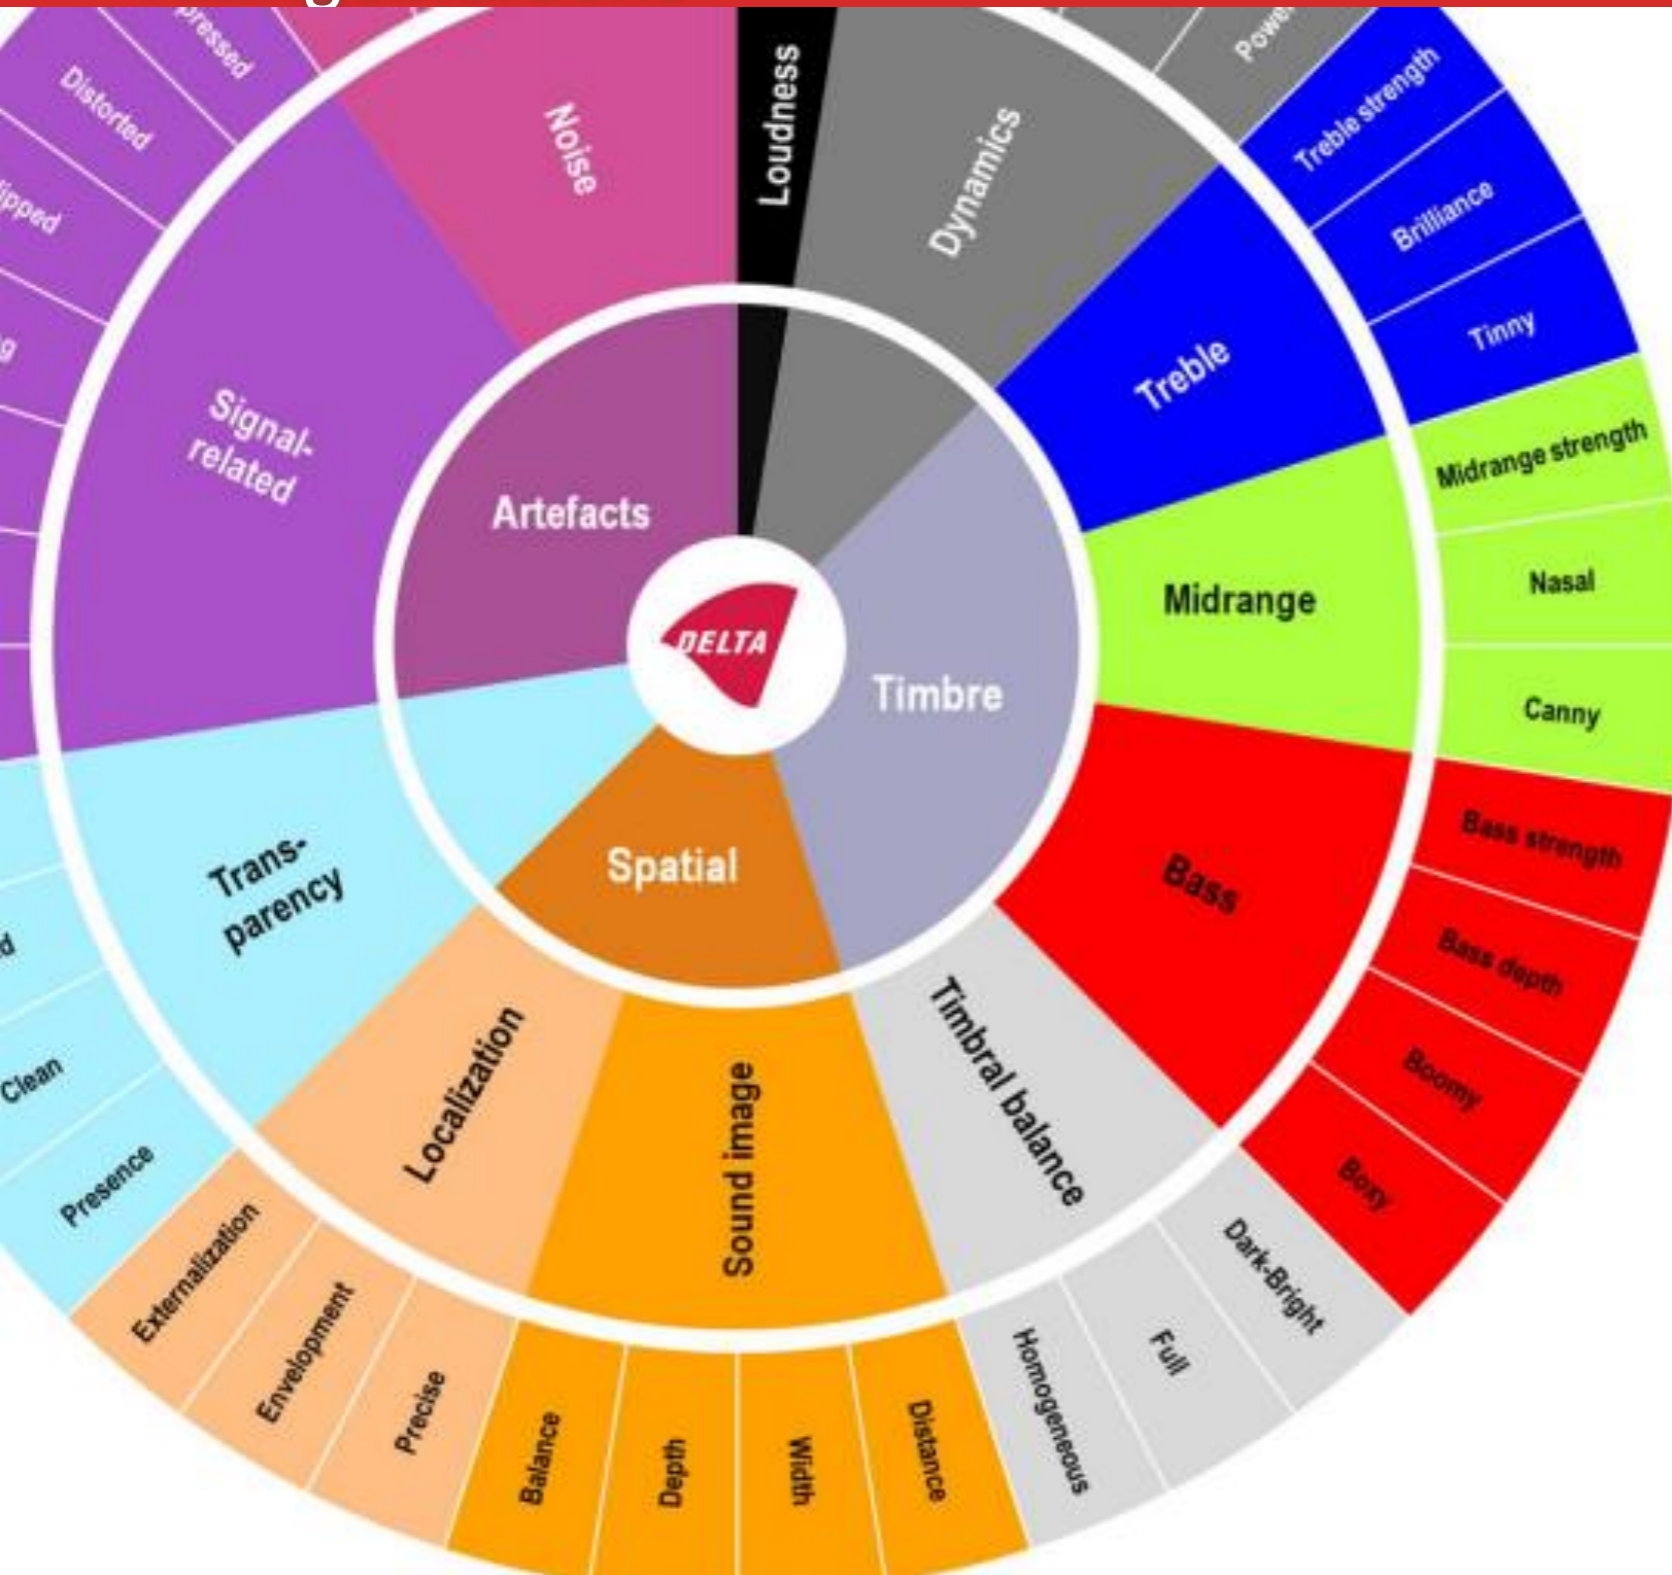 Distorted
Noise
Loudness
Dynamics
Treble strength
Brilliance
Tinny
Treble
Signal-
related
Midrange strength
Artefacts
Nasal
Midrange
DELTA
Timbre
Canny
Bass strength
Spatial
Bass
Trans-
parency
Bass depth
Clean
Boomy
Localization
Sound image
Timbral balance
Boxy
Presence
Externalization
Envelopment
Precise
Balance
Depth
Width
Distance
Homogeneous
Full
Dark-Bright